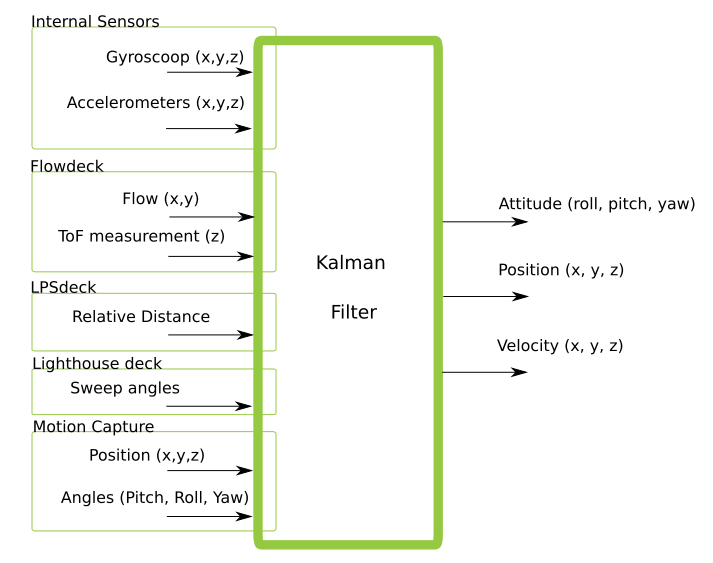 Internal Sensors
Gyroscoop (x,y,z)
Accelerometers (x,y,z)
Flowdeck
Flow (x,y)
ToF measurement (z)
LPSdeck
Relative Distance
Lighthouse deck
Sweep angles
Motion Capture
Position (x,y,z)
Angles (Pitch, Roll, Yaw)
Kalman
Filter
Attitude (roll, pitch, yaw)
Position (x, y, z)
Velocity (x, y, z)